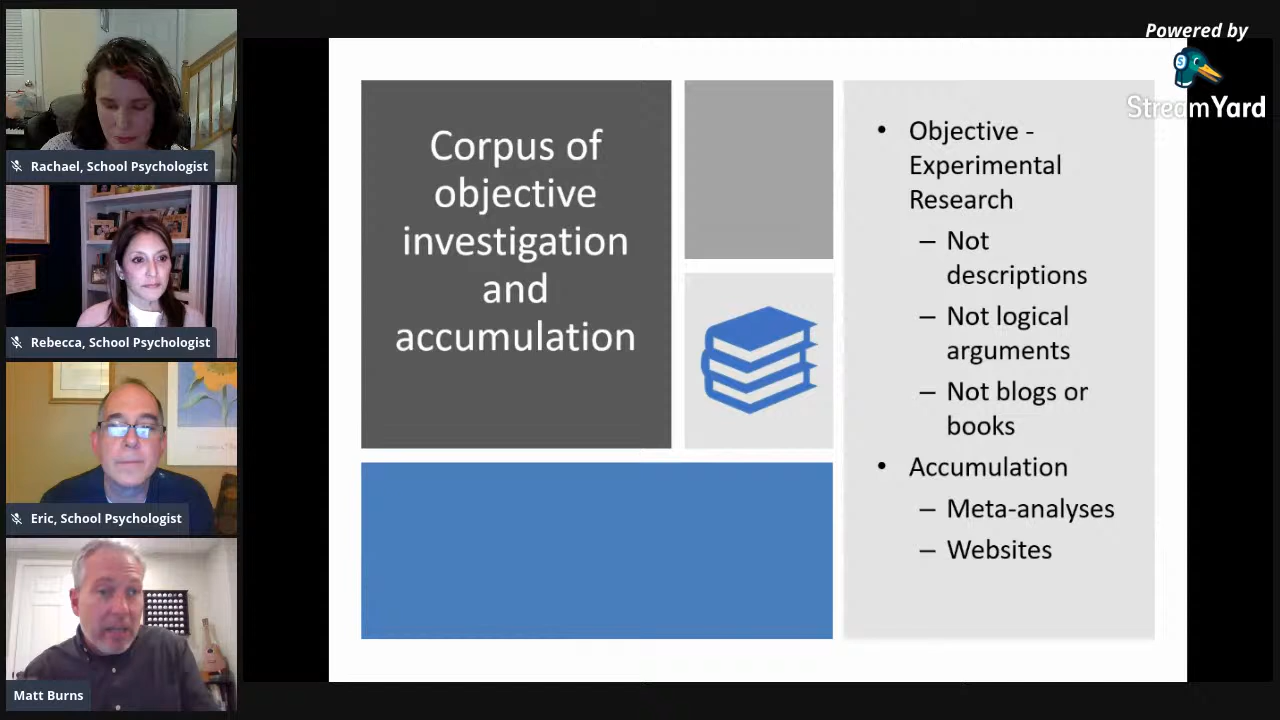 Powered by
StreamYard
Rachael, School Psychologist
Rebecca, School Psychologist
Eric, School Psychologist
Matt Burns
Corpus of
objective
investigation
and
accumulation
• Objective -
Experimental
Research
– Not
descriptions
– Not logical
arguments
– Not blogs or
books
• Accumulation
– Meta-analyses
– Websites